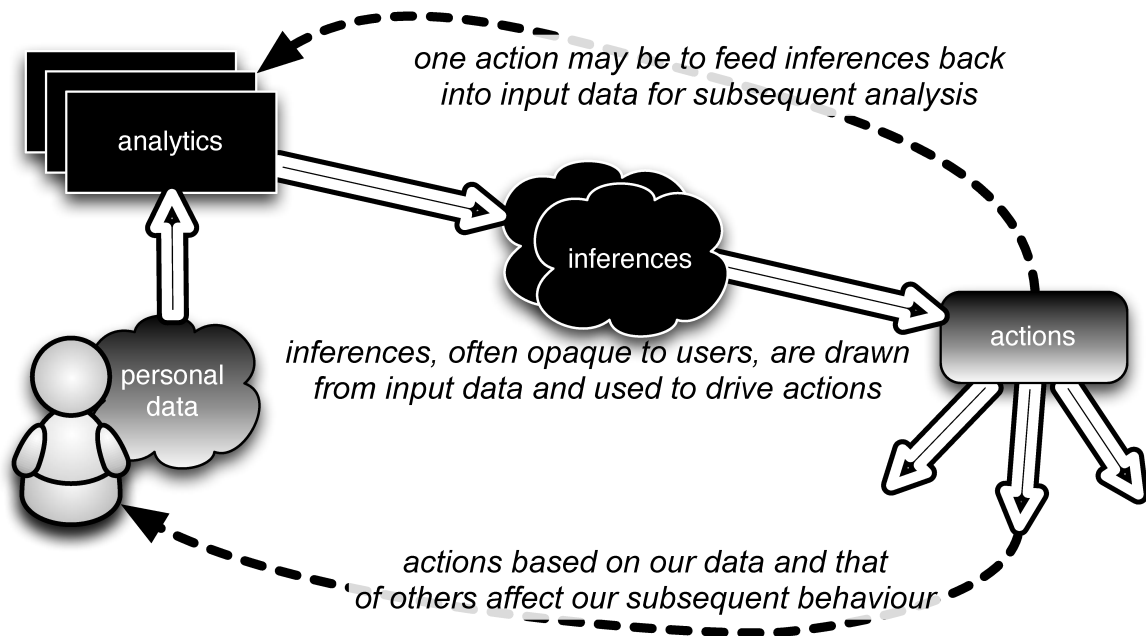 one action may be to feed inferences back
into input data for subsequent analysis
analytics
inferences
actions
inferences, often opaque to users, are drawn
from input data and used to drive actions
personal
data
actions based on our data and that
of others affect our subsequent behaviour